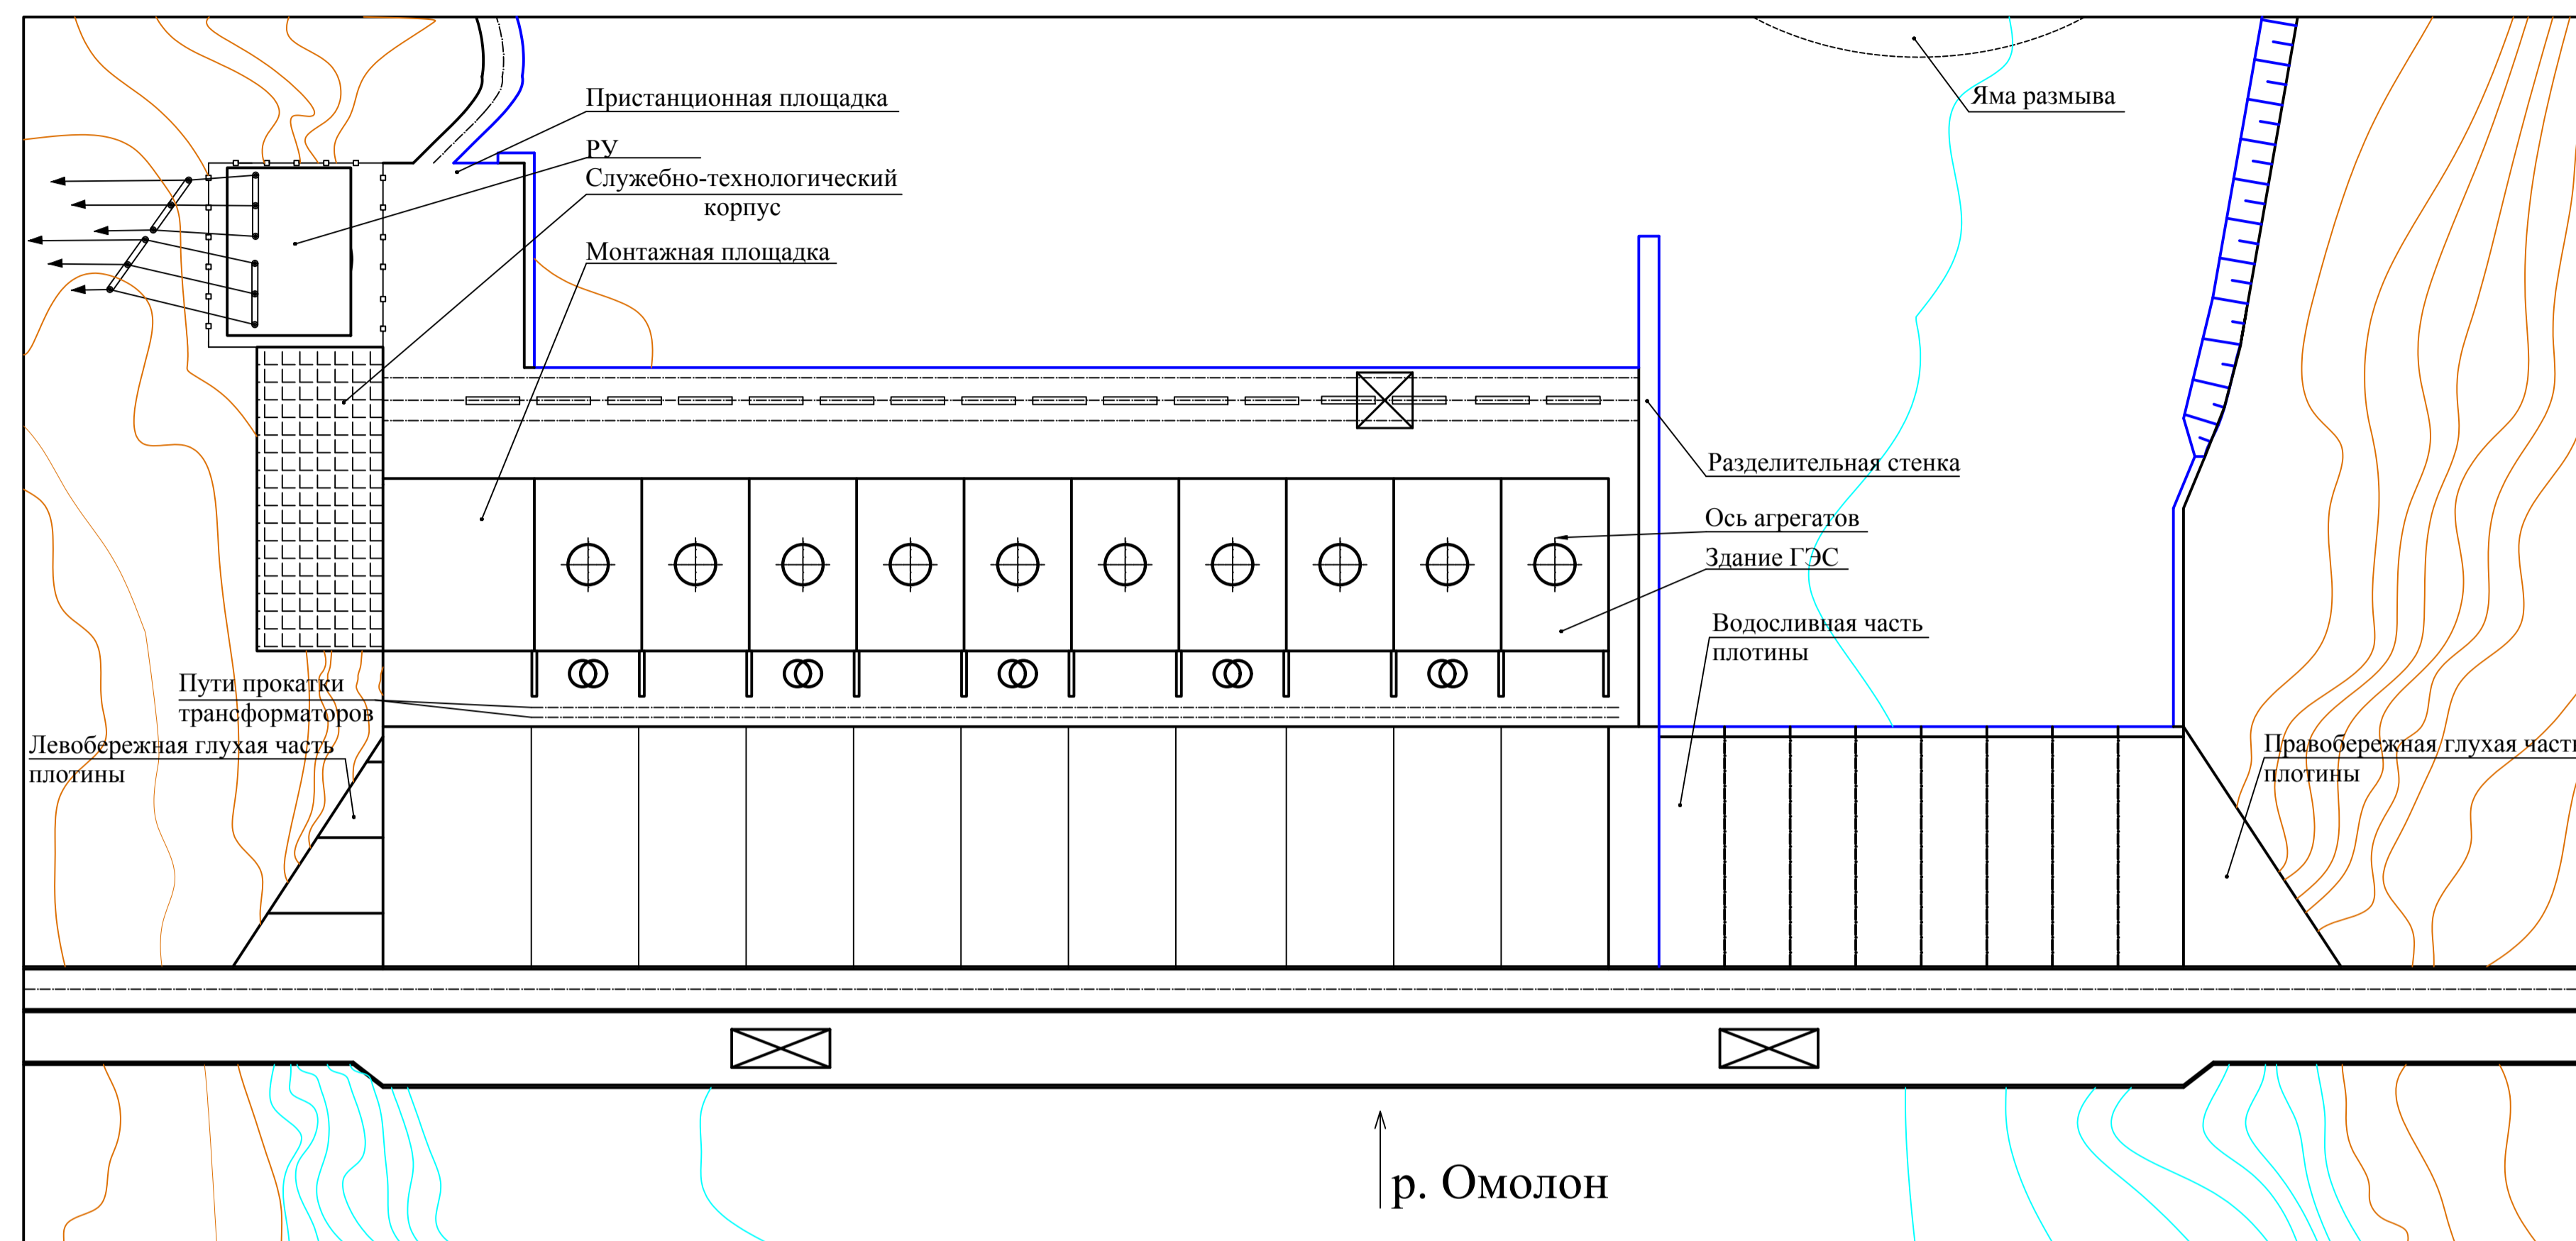 Пристанционная площадка
Яма размыва
РУ
Служебно-технологический
корпус
Монтажная площадка
Разделительная стенка
Ось агрегатов
Здание ГЭС
Водосливная часть
плотины
Пути прокатки
трансформаторов
Левобережная глухая часть
плотины
Правобережная глухая часть
плотины
р. Омолон